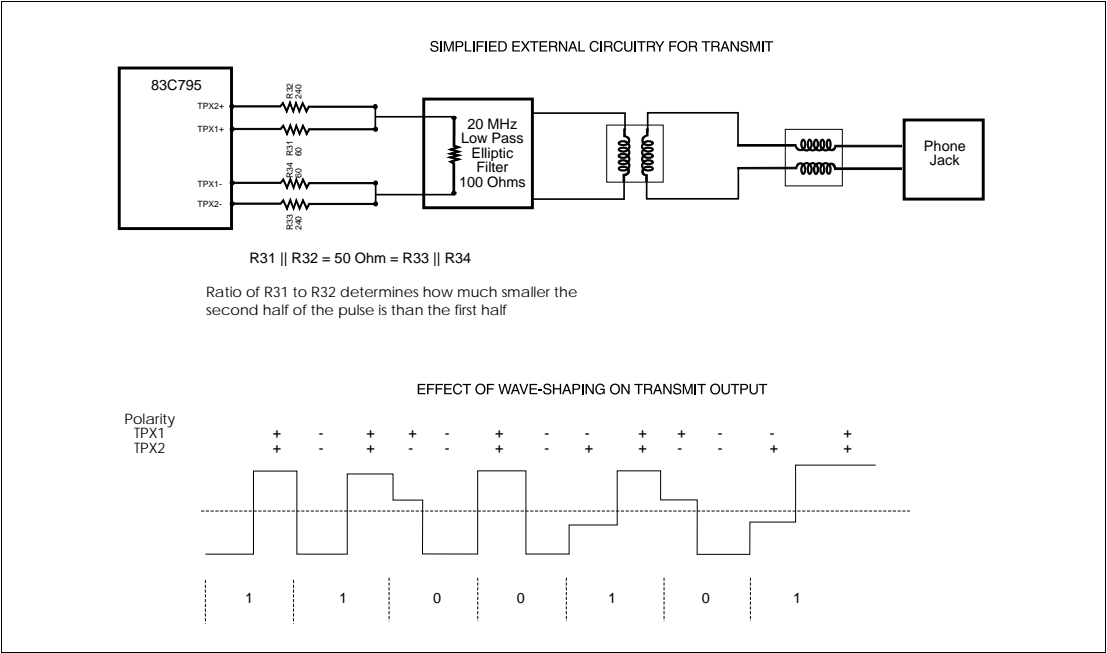 SIMPLIFIED EXTERNAL CIRCUITRY FOR TRANSMIT
83C795
TPX2+
TPX1+
TPX1-
TPX2-
R32
240
R31
60
R34
60
R33
240
20 MHz
Low Pass
Elliptic
Filter
100 Ohms
Phone
Jack
R31 || R32 = 50 Ohm = R33 || R34
Ratio of R31 to R32 determines how much smaller the
second half of the pulse is than the first half
EFFECT OF WAVE-SHAPING ON TRANSMIT OUTPUT
Polarity
TPX1 + - + + - + - - + + - - +
TPX2 + - + - - + - + + - - + +
1 1 0 0 1 0 1